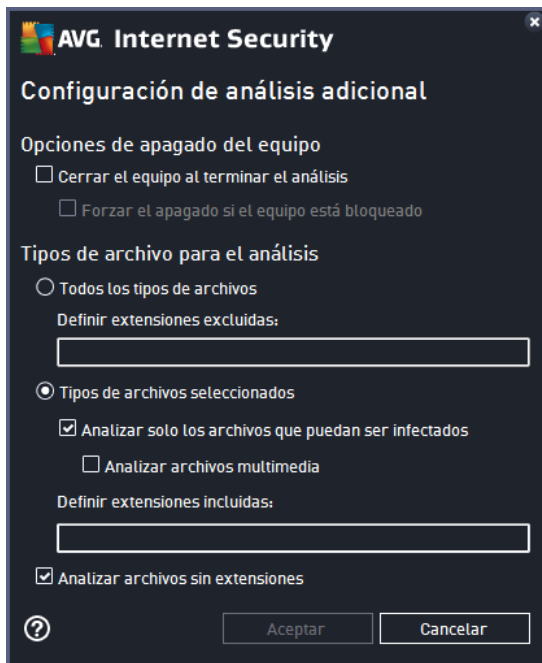 AVG. Internet Security
Configuración de análisis adicional
Opciones de apagado del equipo
Cerrar el equipo al terminar el análisis
Forzar el apagado si el equipo está bloqueado
Tipos de archivo para el análisis
Todos los tipos de archivos
Definir extensiones excluidas:
Tipos de archivos seleccionados
Analizar solo los archivos que puedan ser infectados
Analizar archivos multimedia
Definir extensiones incluidas:
Analizar archivos sin extensiones
Aceptar
Cancelar